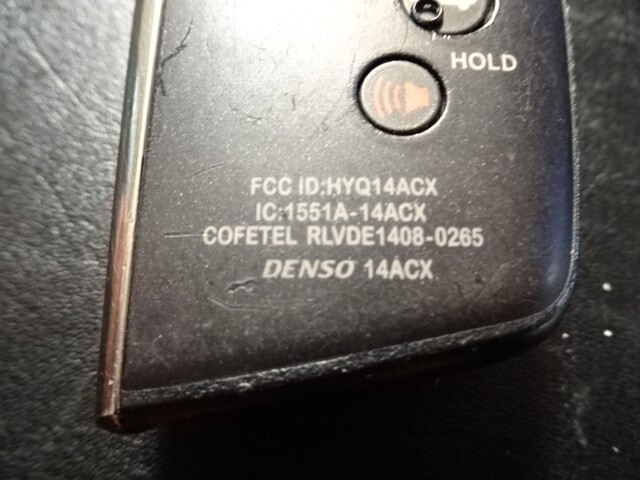 HOLD
FCC ID:HYQ14ACX
IC:1551A-14ACX
COFETEL RLVDE1408-0265
DENSO 14ACX